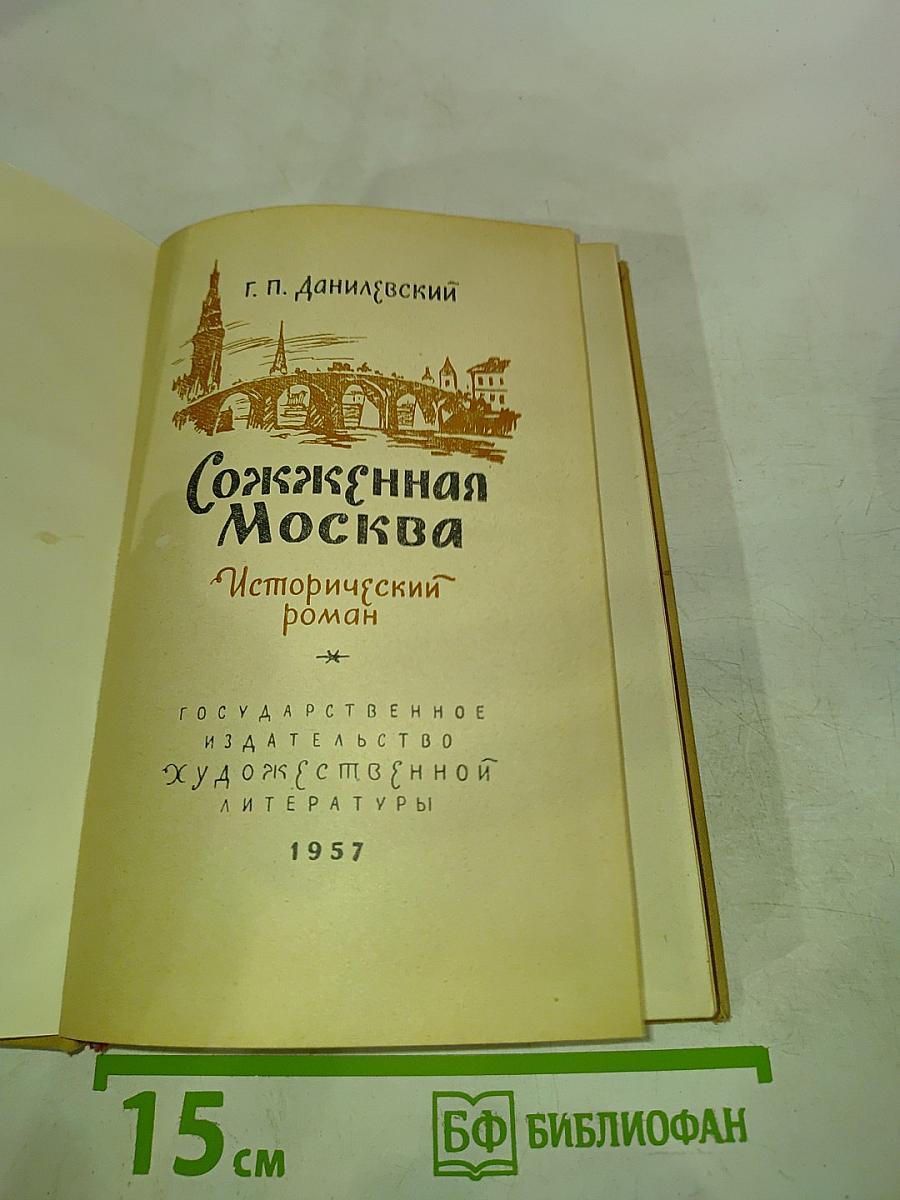 Г. П. Данилевский
Сожженная
Москва
Исторический
роман
ГОСУДАРСТВЕННОЕ
ИЗДАТЕЛЬСТВО
ХУДОЖЕСТВЕННОЙ
ЛИТЕРАТУРЫ
1957
15 см
БФ БИБЛИОФАН